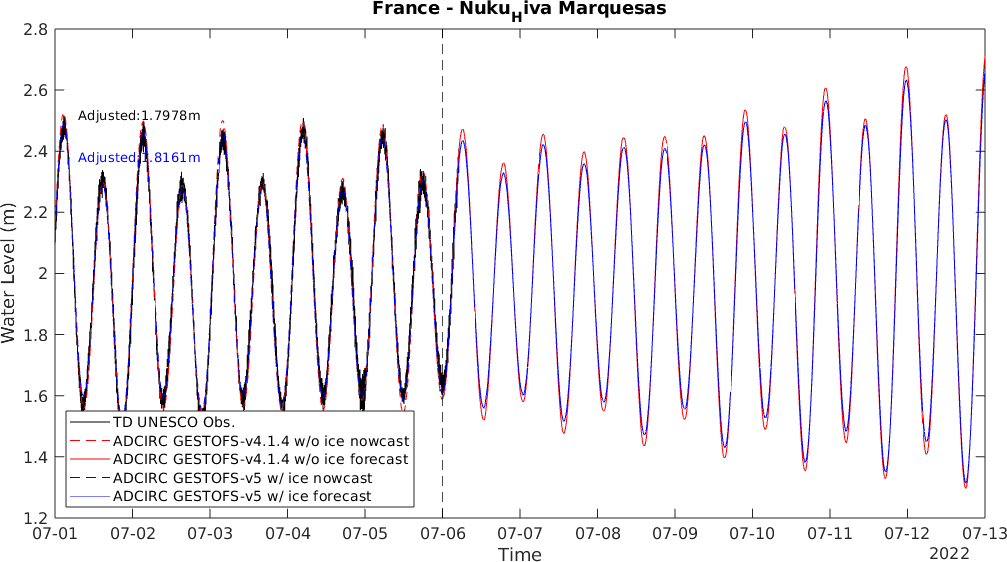 France - Nuku_Hiva Marquesas
2.8
2.6
2.4
2.2
2
1.8
1.6
1.4
1.2
Water Level (m)
Adjusted:1.7978m
Adjusted:1.8161m
TD UNESCO Obs.
ADCIRC GESTOFS-v4.1.4 w/o ice nowcast
ADCIRC GESTOFS-v4.1.4 w/o ice forecast
ADCIRC GESTOFS-v5 w/ ice nowcast
ADCIRC GESTOFS-v5 w/ ice forecast
07-01 07-02 07-03 07-04 07-05 07-06 07-07 07-08 07-09 07-10 07-11 07-12 07-13
Time
2022